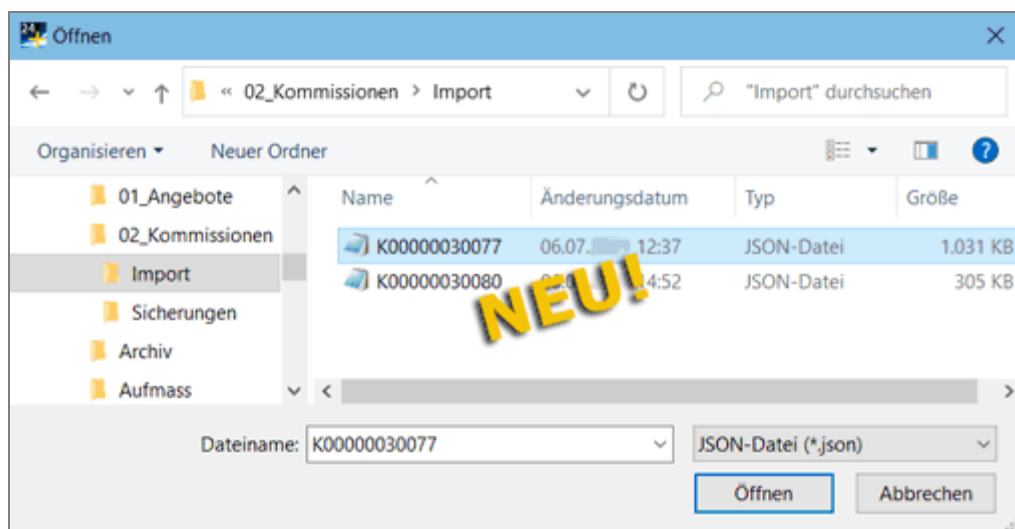 Öffnen
« 02_Kommissionen > Import
"Import" durchsuchen
Organisieren
Neuer Ordner
Name Änderungsdatum Typ Größe
01_Angebote
02_Kommissionen
Import
Sicherungen
Archiv
Aufmass
K00000030077 06.07. 12:37 JSON-Datei 1.031 KB
K00000030080 4:52 JSON-Datei 305 KB
NEU!
Dateiname: K00000030077 JSON-Datei (*.json)
Öffnen Abbrechen